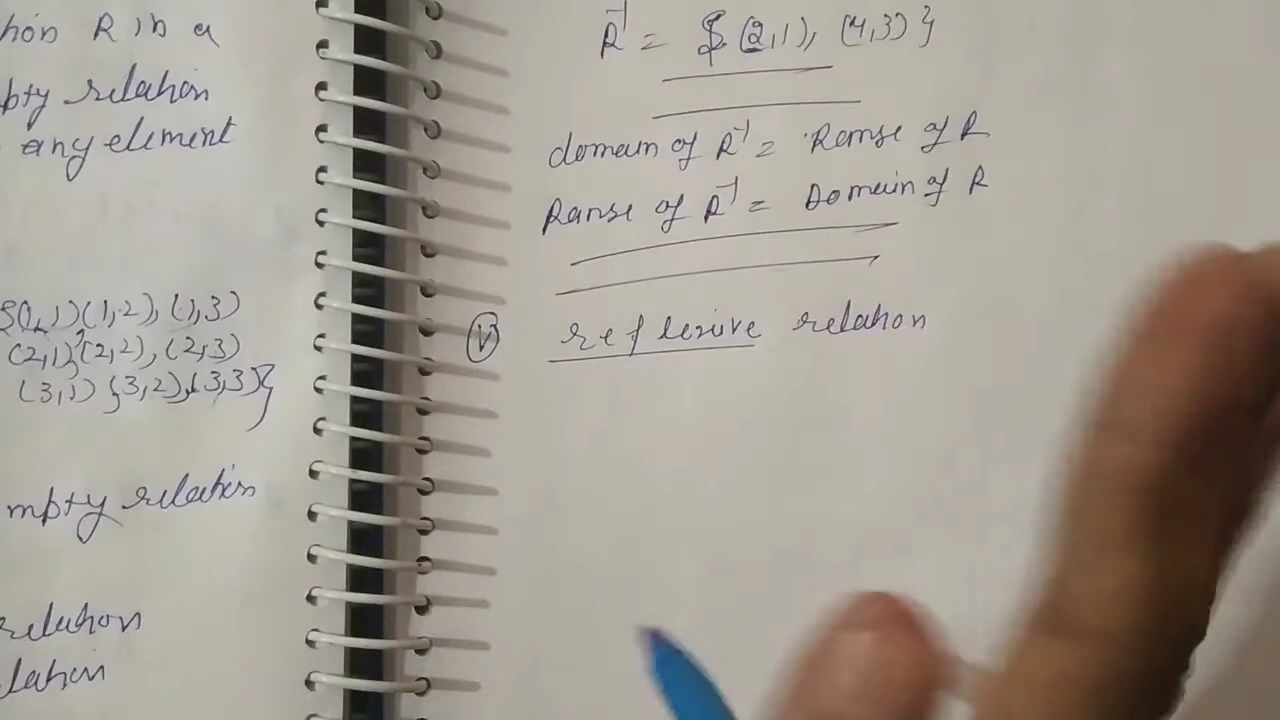 hon R in a
pty relation
any element
{(1,1)(1,2),(1,3)
(2,1),(2,2),(2,3)
(3,1),(3,2),(3,3)}
mpty relation
relation
lation
R⁻¹ = {(2,1), (4,3)}
domain of R⁻¹ = Range of R
Range of R⁻¹ = Domain of R
(V) reflexive relation